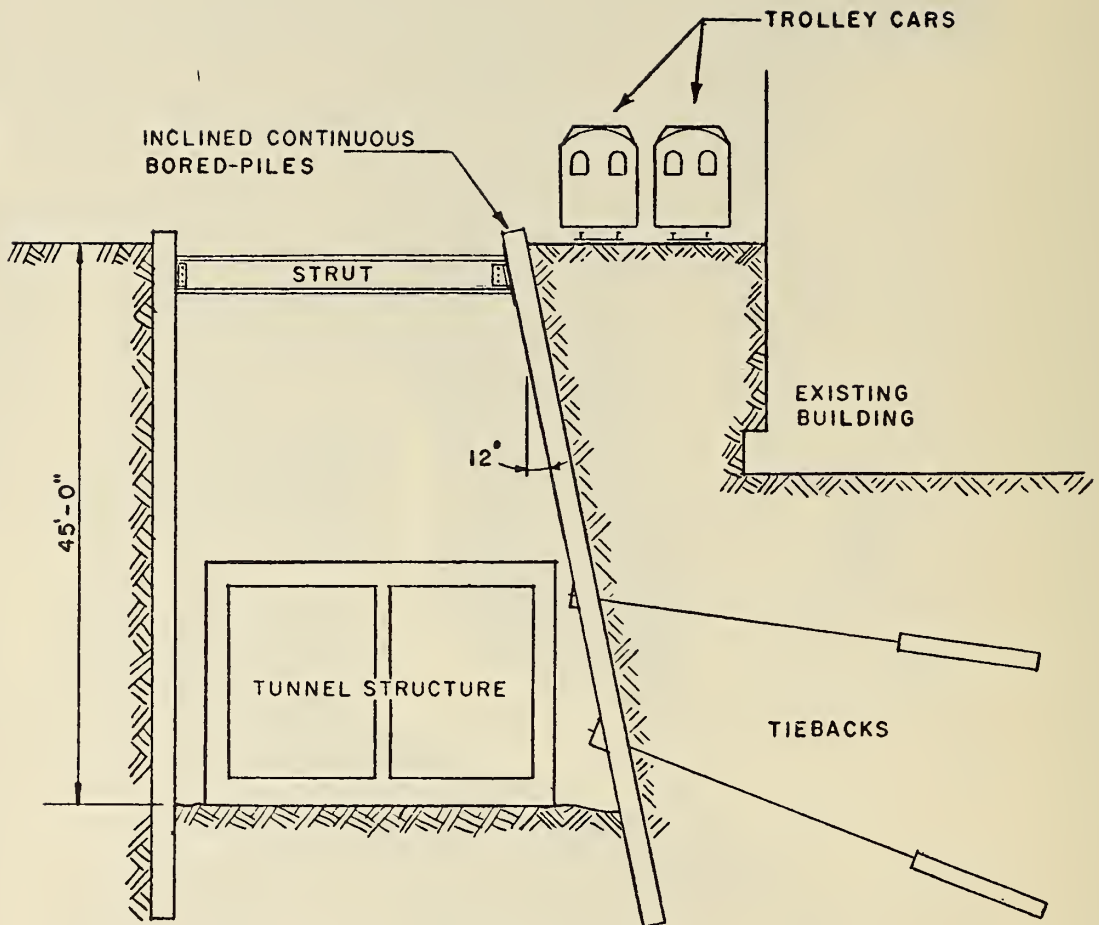 TROLLEY CARS
INCLINED CONTINUOUS
BORED-PILES
STRUT
EXISTING
BUILDING
12°
45'-0"
TUNNEL STRUCTURE
TIEBACKS